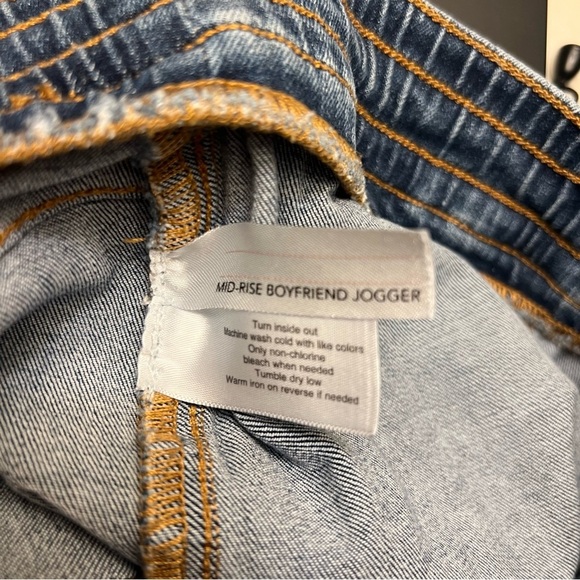 MID-RISE BOYFRIEND JOGGER
Turn inside out
Machine wash cold with like colors
Only non-chlorine
bleach when needed
Tumble dry low
Warm iron on reverse if needed